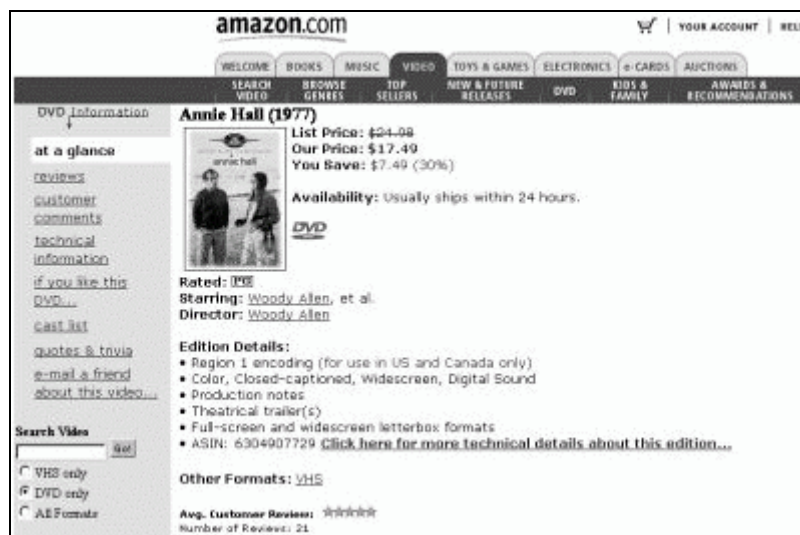 amazon.com
YOUR ACCOUNT | HEL
WELCOME BOOKS MUSIC VIDEO TOYS & GAMES ELECTRONICS e-CARDS AUCTIONS
SEARCH VIDEO BROWSE GENRES TOP SELLERS NEW & FUTURE RELEASES DVD KIDS & FAMILY AWARDS & RECOMMENDATIONS
DVD Information
at a glance
reviews
customer
comments
technical
information
if you like this
DVD...
cast list
quotes & trivia
e-mail a friend
about this video...
Search Video
Go!
VHS only
DVD only
All Formats
Annie Hall (1977)
annie hall
List Price: $24.98
Our Price: $17.49
You Save: $7.49 (30%)
Availability: Usually ships within 24 hours.
DVD
Rated: PG
Starring: Woody Allen, et al.
Director: Woody Allen
Edition Details:
• Region 1 encoding (for use in US and Canada only)
• Color, Closed-captioned, Widescreen, Digital Sound
• Production notes
• Theatrical trailer(s)
• Full-screen and widescreen letterbox formats
• ASIN: 6304907729 Click here for more technical details about this edition...
Other Formats: VHS
Avg. Customer Review:
Number of Reviews: 21